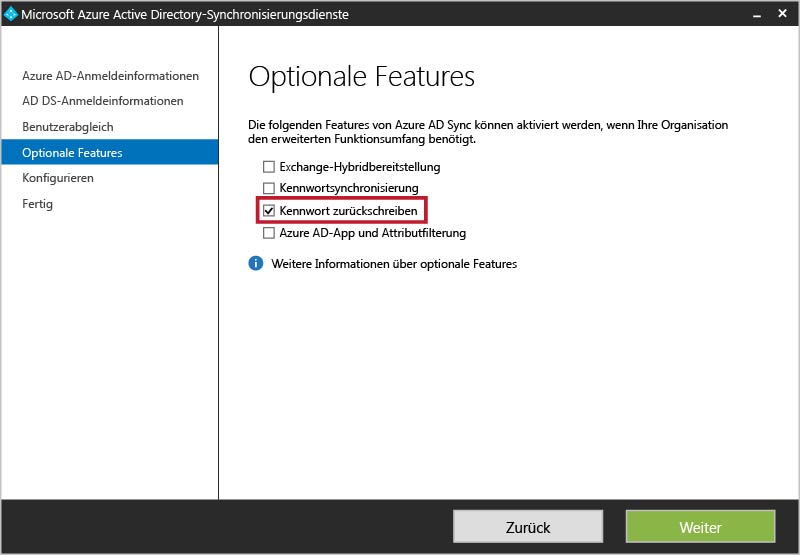 Microsoft Azure Active Directory-Synchronisierungsdienste
Azure AD-Anmeldeinformationen
AD DS-Anmeldeinformationen
Benutzerabgleich
Optionale Features
Konfigurieren
Fertig
Optionale Features
Die folgenden Features von Azure AD Sync können aktiviert werden, wenn Ihre Organisation
den erweiterten Funktionsumfang benötigt.
Exchange-Hybridbereitstellung
Kennwortsynchronisierung
Kennwort zurückschreiben
Azure AD-App und Attributfilterung
Weitere Informationen über optionale Features
Zurück
Weiter